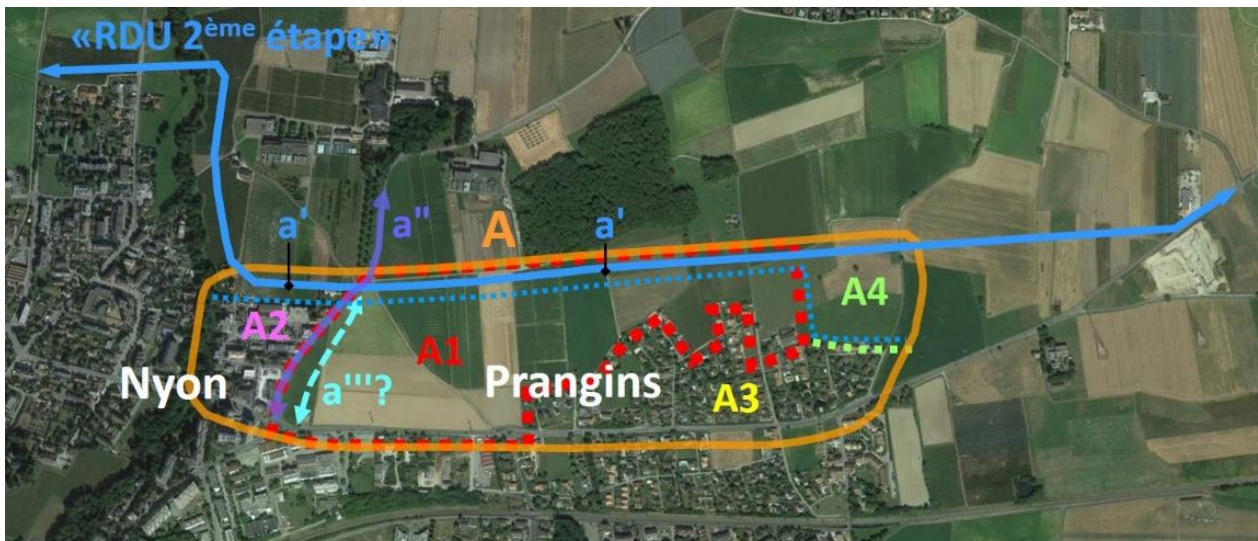 «RDU 2ème étape»
a'
a"
A
a'
A4
A2
A1
Nyon
Prangins
A3
a'''?